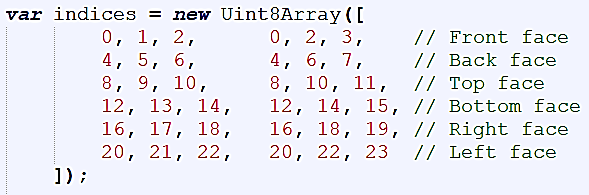 var indices = new Uint8Array([
0, 1, 2, 0, 2, 3, // Front face
4, 5, 6, 4, 6, 7, // Back face
8, 9, 10, 8, 10, 11, // Top face
12, 13, 14, 12, 14, 15, // Bottom face
16, 17, 18, 16, 18, 19, // Right face
20, 21, 22, 20, 22, 23 // Left face
]);